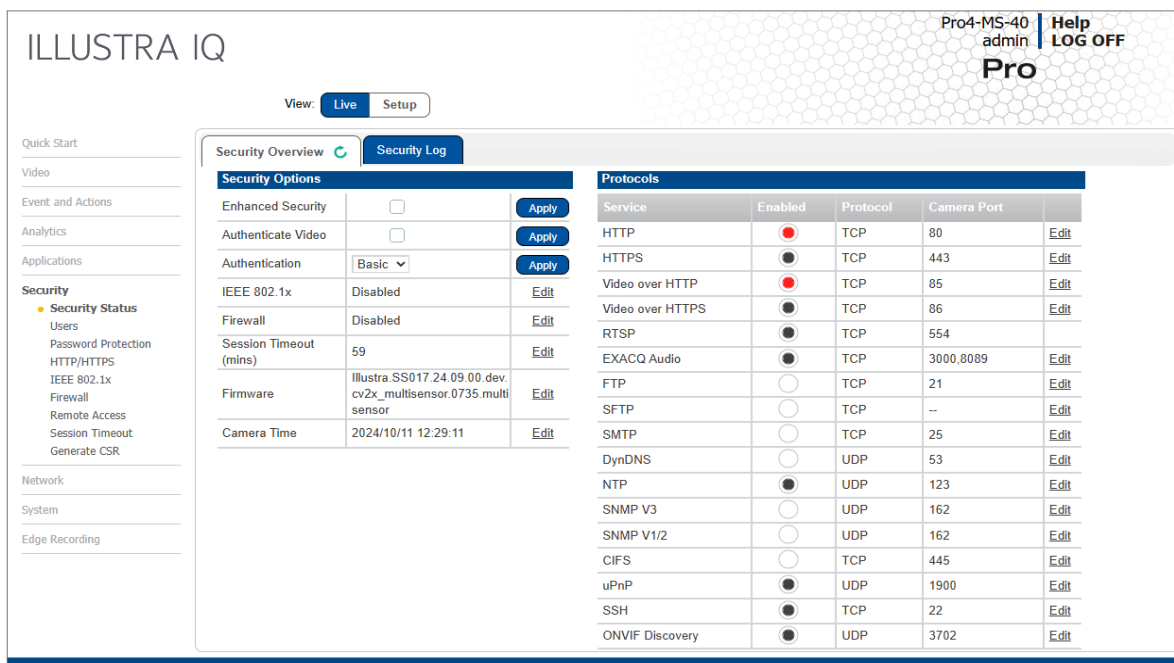 ILLUSTRA IQ
Pro4-MS-40 Help
admin LOG OFF
Pro
View: Live Setup
Quick Start
Video
Event and Actions
Analytics
Applications
Security
Security Status
Users
Password Protection
HTTP/HTTPS
IEEE 802.1x
Firewall
Remote Access
Session Timeout
Generate CSR
Network
System
Edge Recording
Security Overview Security Log
Security Options
Enhanced Security Apply
Authenticate Video Apply
Authentication Basic Apply
IEEE 802.1x Disabled Edit
Firewall Disabled Edit
Session Timeout
(mins) 59 Edit
Firmware Illustra.SS017.24.09.00.dev.
cv2x_multisensor.0735.multi
sensor Edit
Camera Time 2024/10/11 12:29:11 Edit
Protocols
Service Enabled Protocol Camera Port
HTTP TCP 80 Edit
HTTPS TCP 443 Edit
Video over HTTP TCP 85 Edit
Video over HTTPS TCP 86 Edit
RTSP TCP 554
EXACQ Audio TCP 3000,8089 Edit
FTP TCP 21 Edit
SFTP TCP -- Edit
SMTP TCP 25 Edit
DynDNS UDP 53 Edit
NTP UDP 123 Edit
SNMP V3 UDP 162 Edit
SNMP V1/2 UDP 162 Edit
CIFS TCP 445 Edit
uPnP UDP 1900 Edit
SSH TCP 22 Edit
ONVIF Discovery UDP 3702 Edit